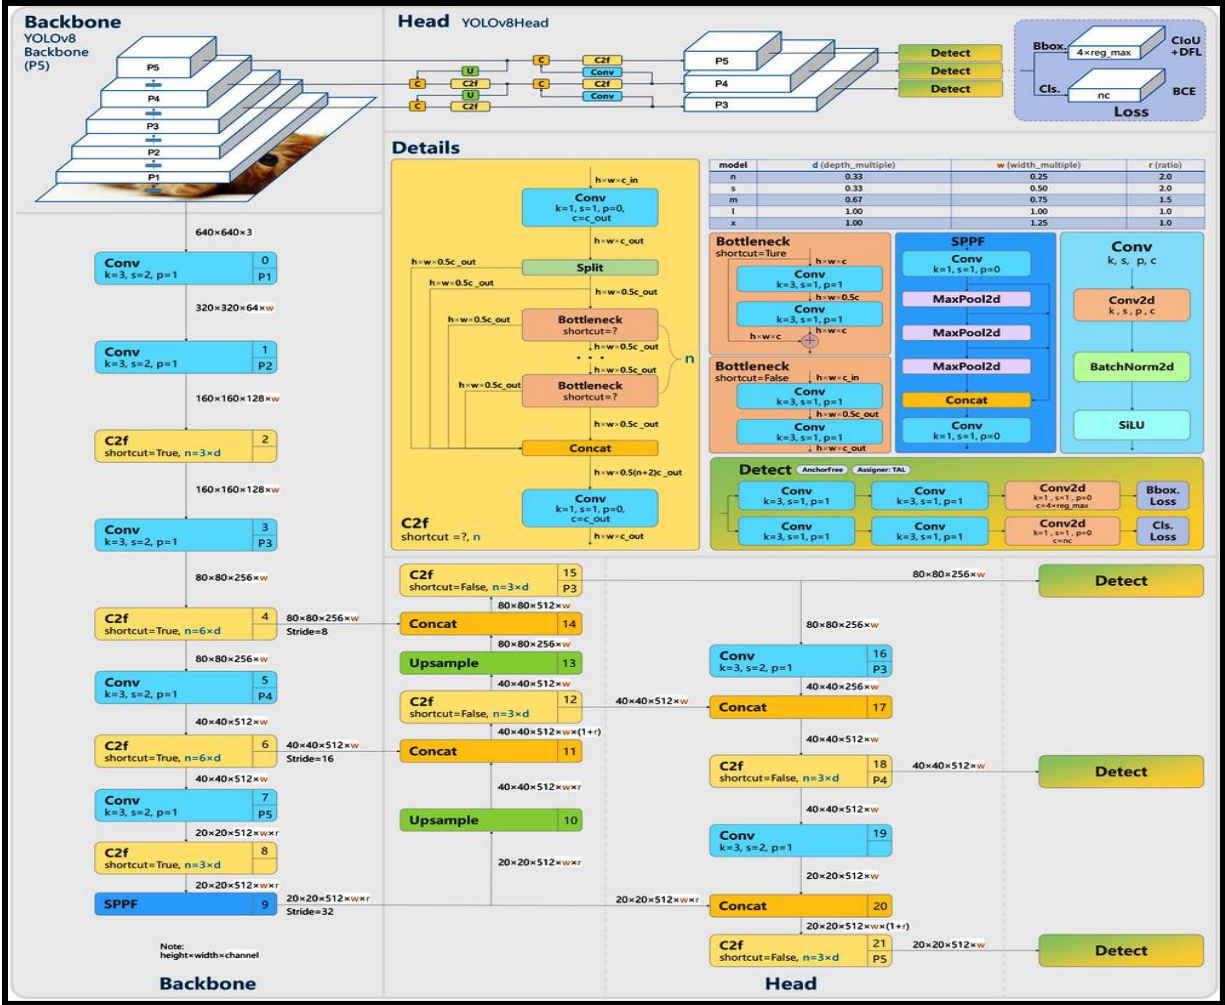 Backbone
YOLOv8
Backbone
(P5)
P5
P4
P3
P2
P1
Head YOLOv8Head
C
U
C
C2f
U
C
C2f
C
C2f
Conv
C
C2f
Conv
P5
P4
P3
Detect
Detect
Detect
Bbox.
4×reg_max
CIoU
+DFL
Cls.
nc
BCE
Loss
640×640×3
Conv
k=3, s=2, p=1
0
P1
320×320×64×w
Conv
k=3, s=2, p=1
1
P2
160×160×128×w
C2f
shortcut=True, n=3×d
2
160×160×128×w
Conv
k=3, s=2, p=1
3
P3
80×80×256×w
C2f
shortcut=True, n=6×d
4
80×80×256×w
Stride=8
80×80×256×w
Conv
k=3, s=2, p=1
5
P4
40×40×512×w
C2f
shortcut=True, n=6×d
6
40×40×512×w
Stride=16
40×40×512×w
Conv
k=3, s=2, p=1
7
P5
20×20×512×w×r
C2f
shortcut=True, n=3×d
8
20×20×512×w×r
SPPF
9
20×20×512×w×r
Stride=32
Note:
height×width×channel
Backbone
Details
h×w×c_in
Conv
k=1, s=1, p=0,
c=c_out
h×w×c_out
h×w×0.5c_out
Split
h×w×0.5c_out
h×w×0.5c_out
h×w×0.5c_out
Bottleneck
shortcut=?
h×w×0.5c_out
• • •
n
h×w×0.5c_out
h×w×0.5c_out
Bottleneck
shortcut=?
h×w×0.5c_out
Concat
h×w×0.5(n+2)c_out
Conv
k=1, s=1, p=0,
c=c_out
C2f
shortcut =?, n
h×w×c_out
model d (depth_multiple) w (width_multiple) r (ratio)
n 0.33 0.25 2.0
s 0.33 0.50 2.0
m 0.67 0.75 1.5
l 1.00 1.00 1.0
x 1.00 1.25 1.0
Bottleneck
shortcut=Ture
h×w×c
Conv
k=3, s=1, p=1
h×w×0.5c
Conv
k=3, s=1, p=1
h×w×c
h×w×c
+
Bottleneck
shortcut=False
h×w×c_in
Conv
k=3, s=1, p=1
h×w×0.5c_out
Conv
k=3, s=1, p=1
h×w×c_out
SPPF
Conv
k=1, s=1, p=0
MaxPool2d
MaxPool2d
MaxPool2d
Concat
Conv
k=1, s=1, p=0
Conv
k, s, p, c
Conv2d
k, s, p, c
BatchNorm2d
SiLU
Detect AnchorFree Assigner: TAL
Conv
k=3, s=1, p=1
Conv
k=3, s=1, p=1
Conv2d
k=1, s=1, p=0
c=4×reg_max
Bbox.
Loss
Conv
k=3, s=1, p=1
Conv
k=3, s=1, p=1
Conv2d
k=1, s=1, p=0
c=nc
Cls.
Loss
C2f
shortcut=False, n=3×d
15
P3
80×80×512×w
Concat
14
80×80×256×w
Upsample
13
40×40×512×w
C2f
shortcut=False, n=3×d
12
40×40×512×w
40×40×512×w×(1+r)
Concat
11
40×40×512×w×r
Upsample
10
20×20×512×w×r
20×20×512×w×r
80×80×256×w
Detect
80×80×256×w
Conv
k=3, s=2, p=1
16
P3
40×40×256×w
Concat
17
40×40×512×w
C2f
shortcut=False, n=3×d
18
P4
40×40×512×w
Detect
40×40×512×w
Conv
k=3, s=2, p=1
19
20×20×512×w
Concat
20
20×20×512×w×(1+r)
C2f
shortcut=False, n=3×d
21
P5
20×20×512×w
Detect
Head